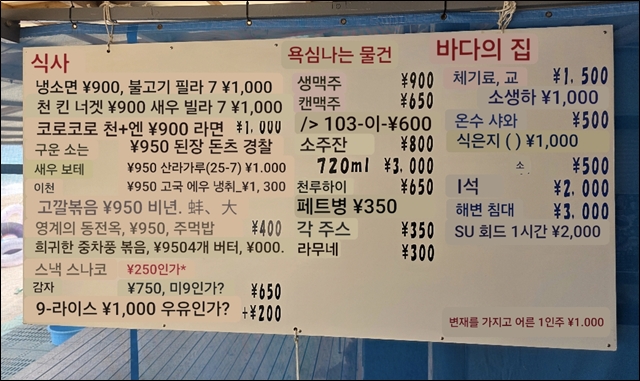 식사
냉소면 ¥900, 불고기 필라 7 ¥1,000
천 킨 너겟 ¥900 새우 빌라 7 ¥1,000
코로코로 천+엔 ¥900 라면 ¥1,000
구운 소는 ¥950 된장 돈츠 경찰
새우 보테 ¥950 산라가루(25-7) ¥1.000
이천 ¥950 고국 에우 냉취_¥1, 300
고깔볶음 ¥950 비년. 蚌、大
영계의 동전옥, ¥950, 주먹밥 ¥400
희귀한 중차풍 볶음, ¥9504개 버터, ¥000.
스낵 스나코 ¥250인가*
감자 ¥750, 미9인가? ¥650
9-라이스 ¥1,000 우유인가? +¥200
욕심나는 물건
생맥주 ¥900
캔맥주 ¥650
/> 103-이-¥600
소주잔 ¥800
720ml ¥3,000
천루하이 ¥650
페트병 ¥350
각 주스 ¥350
라무네 ¥300
바다의 집
체기료, 교 ¥1,500
소생하 ¥1,000
온수 샤와 ¥500
식은지 ( ) ¥1,000
소 ¥500
I석 ¥2,000
해변 침대 ¥3,000
SU 회드 1시간 ¥2,000
변재를 가지고 어른 1인주 ¥1.000